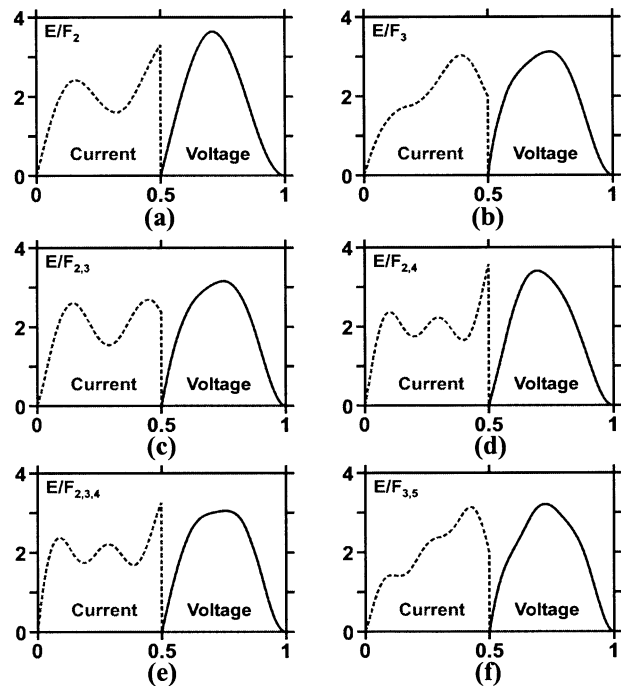 E/F2
4
2
0
Current
Voltage
0
0.5
1
(a)
E/F3
4
2
0
Current
Voltage
0
0.5
1
(b)
E/F2,3
4
2
0
Current
Voltage
0
0.5
1
(c)
E/F2,4
4
2
0
Current
Voltage
0
0.5
1
(d)
E/F2,3,4
4
2
0
Current
Voltage
0
0.5
1
(e)
E/F3,5
4
2
0
Current
Voltage
0
0.5
1
(f)